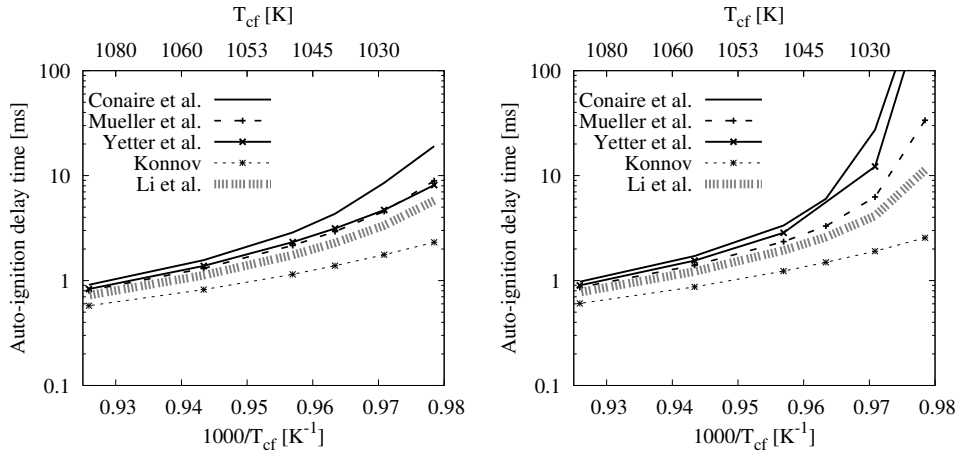 T_cf [K]
1080 1060 1053 1045 1030
100
10
1
0.1
Auto-ignition delay time [ms]
Conaire et al.
Mueller et al.
Yetter et al.
Konnov
Li et al.
0.93 0.94 0.95 0.96 0.97 0.98
1000/T_cf [K^-1]
T_cf [K]
1080 1060 1053 1045 1030
100
10
1
0.1
Auto-ignition delay time [ms]
Conaire et al.
Mueller et al.
Yetter et al.
Konnov
Li et al.
0.93 0.94 0.95 0.96 0.97 0.98
1000/T_cf [K^-1]